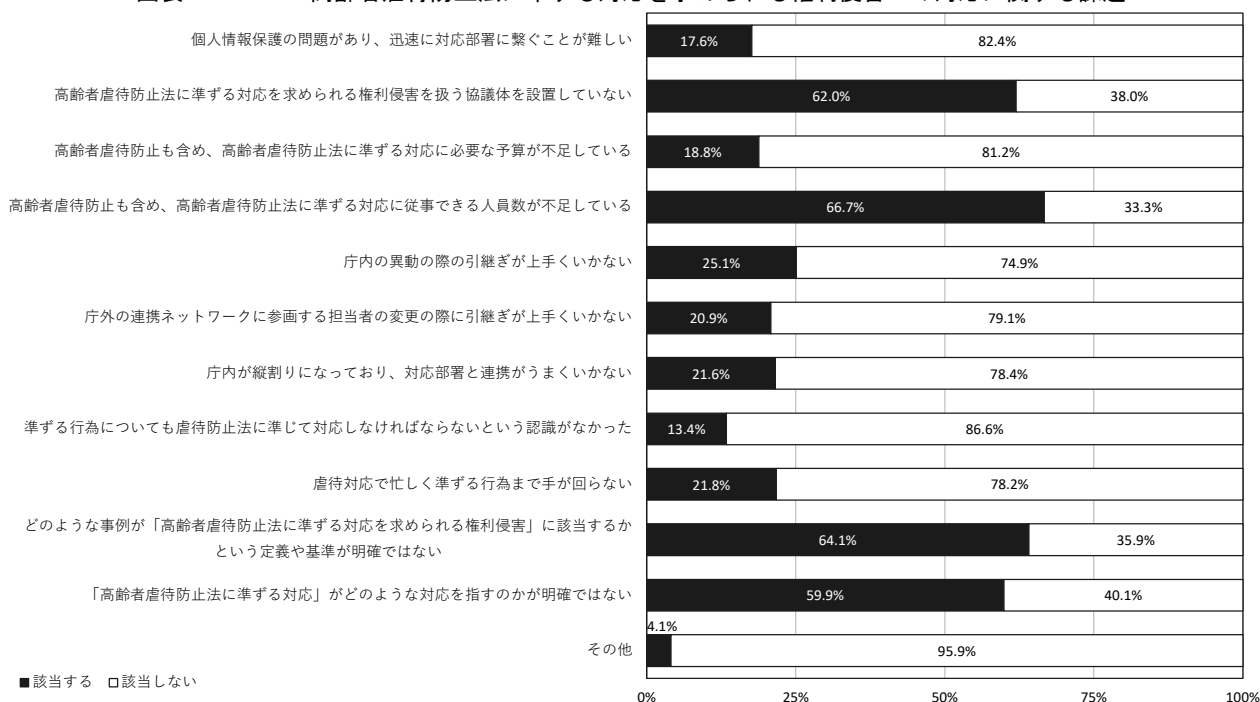 個人情報保護の問題があり、迅速に対応部署に繋ぐことが難しい
17.6%
82.4%
高齢者虐待防止法に準ずる対応を求められる権利侵害を扱う協議体を設置していない
62.0%
38.0%
高齢者虐待防止も含め、高齢者虐待防止法に準ずる対応に必要な予算が不足している
18.8%
81.2%
高齢者虐待防止も含め、高齢者虐待防止法に準ずる対応に従事できる人員数が不足している
66.7%
33.3%
庁内の異動の際の引継ぎが上手くいかない
25.1%
74.9%
庁外の連携ネットワークに参画する担当者の変更の際に引継ぎが上手くいかない
20.9%
79.1%
庁内が縦割りになっており、対応部署と連携がうまくいかない
21.6%
78.4%
準ずる行為についても虐待防止法に準じて対応しなければならないという認識がなかった
13.4%
86.6%
虐待対応で忙しく準ずる行為まで手が回らない
21.8%
78.2%
どのような事例が「高齢者虐待防止法に準ずる対応を求められる権利侵害」に該当するか
という定義や基準が明確ではない
64.1%
35.9%
「高齢者虐待防止法に準ずる対応」がどのような対応を指すのかが明確ではない
59.9%
40.1%
その他
4.1%
95.9%
■該当する □該当しない
0% 25% 50% 75% 100%